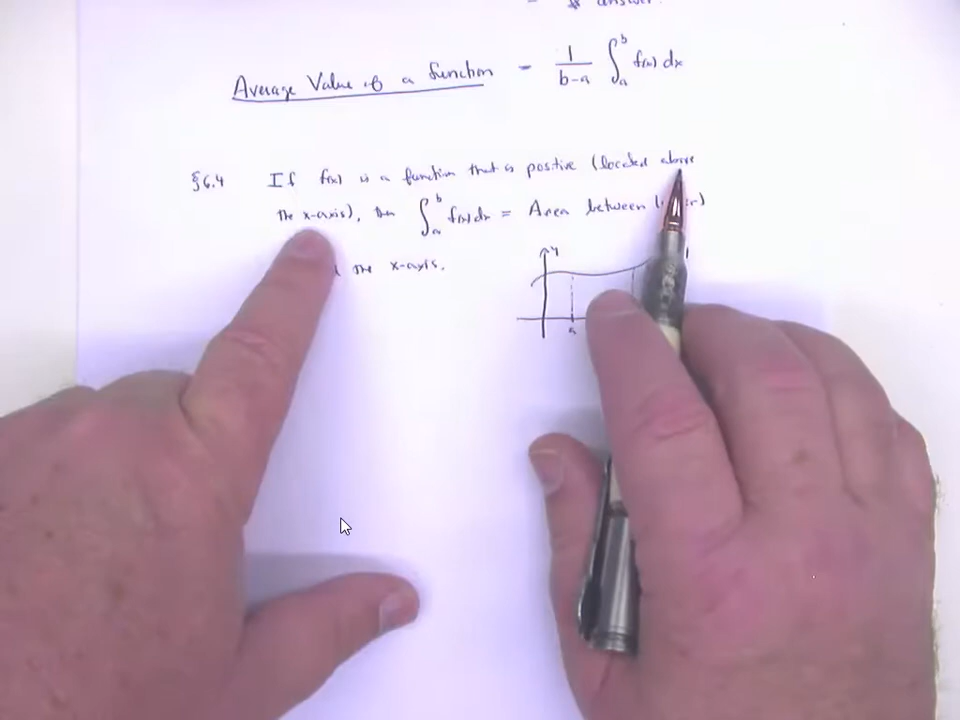 answer.
Average Value of a function - 1/(b-a) ∫_a^b f(x) dx
§6.4 If f(x) is a function that is positive (located above
the x-axis), then ∫_a^b f(x) dx = Area between
the x-axis.
y
a